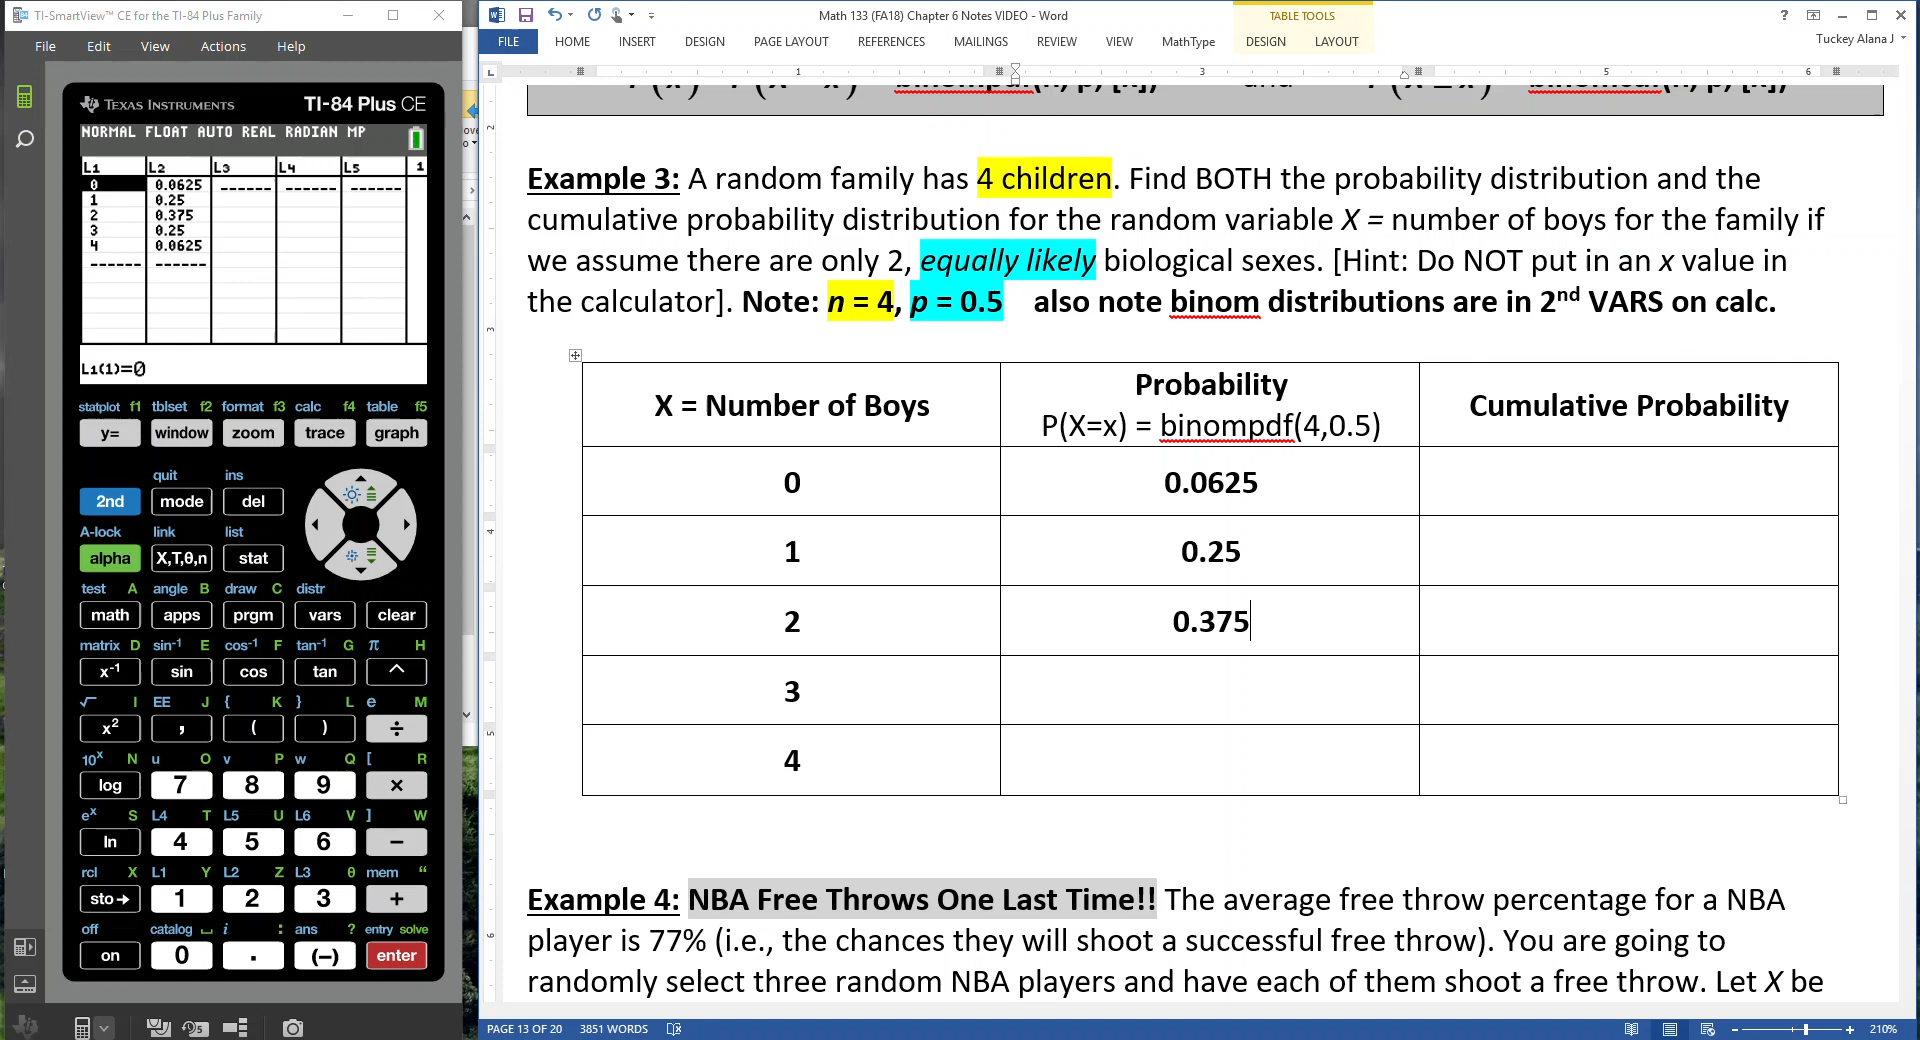 TI-SmartView™ CE for the TI-84 Plus Family
File Edit View Actions Help
TEXAS INSTRUMENTS TI-84 Plus CE
NORMAL FLOAT AUTO REAL RADIAN MP
L1 L2 L3 L4 L5 1
0 0.0625 ------ ------ ------
1 0.25
2 0.375
3 0.25
4 0.0625
------ ------
L1(1)=0
statplot f1 tblset f2 format f3 calc f4 table f5
y= window zoom trace graph
quit ins
2nd mode del
A-lock link list
alpha X,T,θ,n stat
test A angle B draw C distr
math apps prgm vars clear
matrix D sin-1 E cos-1 F tan-1 G π H
x-1 sin cos tan ^
√ I EE J { K } L e M
x2 , ( ) ÷
10x N u O v P w Q [ R
log 7 8 9 ×
ex S L4 T L5 U L6 V ] W
ln 4 5 6 −
rcl X L1 Y L2 Z L3 θ mem “
sto→ 1 2 3 +
off catalog ⎵ i : ans ? entry solve
on 0 . (−) enter
Math 133 (FA18) Chapter 6 Notes VIDEO - Word
TABLE TOOLS
FILE HOME INSERT DESIGN PAGE LAYOUT REFERENCES MAILINGS REVIEW VIEW MathType DESIGN LAYOUT
Tuckey Alana J
1 3 5 6
Example 3: A random family has 4 children. Find BOTH the probability distribution and the
cumulative probability distribution for the random variable X = number of boys for the family if
we assume there are only 2, equally likely biological sexes. [Hint: Do NOT put in an x value in
the calculator]. Note: n = 4, p = 0.5 also note binom distributions are in 2nd VARS on calc.
X = Number of Boys
Probability
P(X=x) = binompdf(4,0.5)
Cumulative Probability
0 0.0625
1 0.25
2 0.375
3
4
Example 4: NBA Free Throws One Last Time!! The average free throw percentage for a NBA
player is 77% (i.e., the chances they will shoot a successful free throw). You are going to
randomly select three random NBA players and have each of them shoot a free throw. Let X be
PAGE 13 OF 20 3851 WORDS
210%